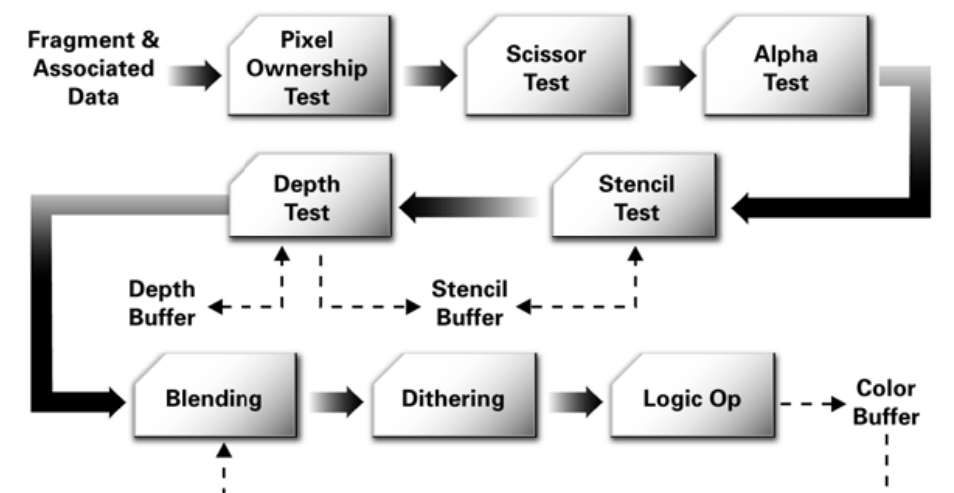 Fragment &
Associated
Data
Pixel
Ownership
Test
Scissor
Test
Alpha
Test
Depth
Test
Stencil
Test
Depth
Buffer
Stencil
Buffer
Blending
Dithering
Logic Op
Color
Buffer